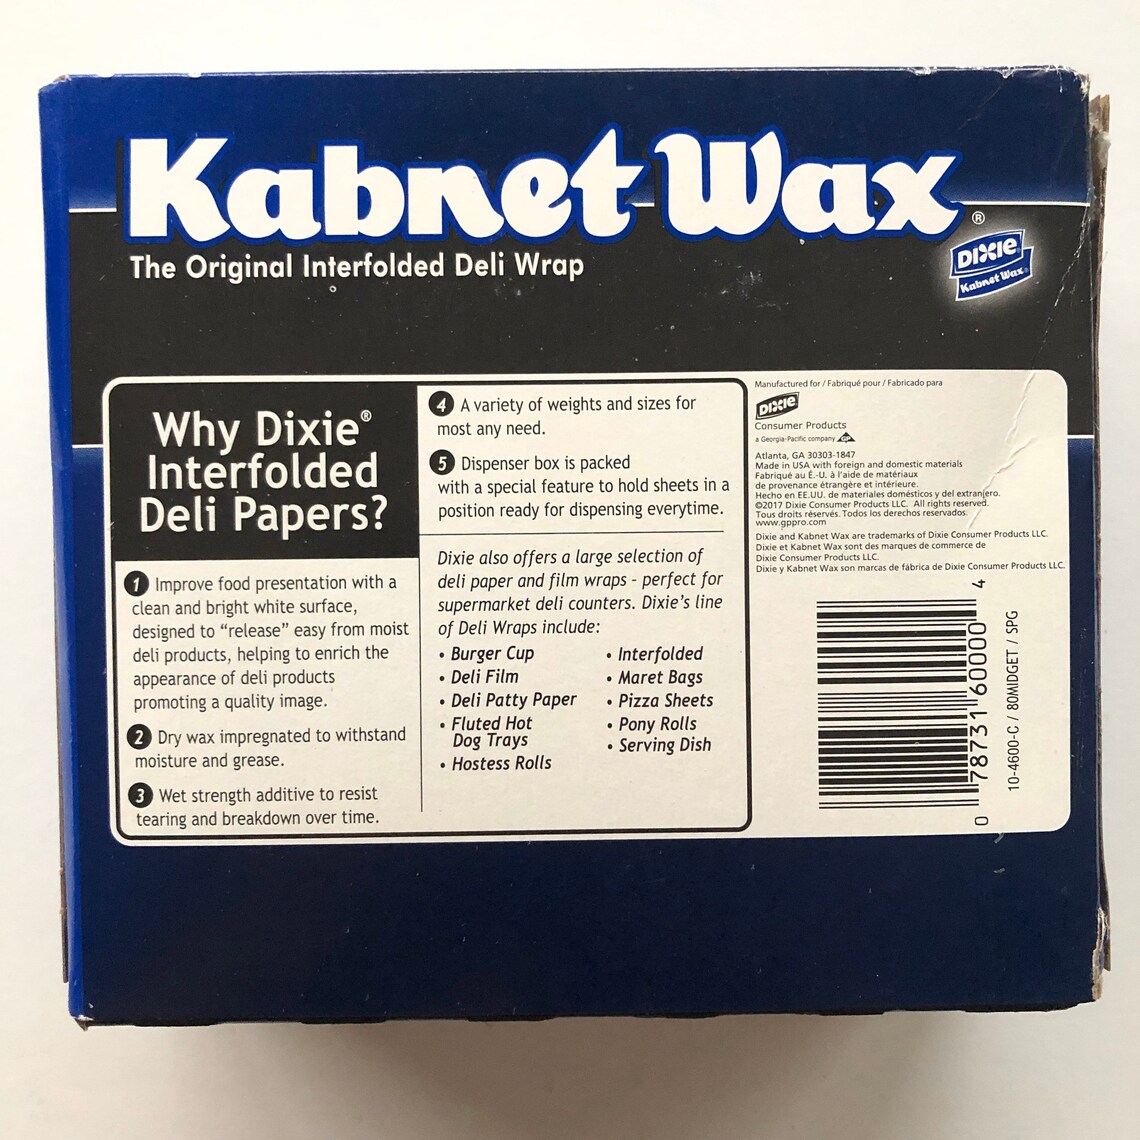 Kabnet Wax®
The Original Interfolded Deli Wrap
DIXIE
Kabnet Wax®
Why Dixie®
Interfolded
Deli Papers?
1 Improve food presentation with a
clean and bright white surface,
designed to “release” easy from moist
deli products, helping to enrich the
appearance of deli products
promoting a quality image.
2 Dry wax impregnated to withstand
moisture and grease.
3 Wet strength additive to resist
tearing and breakdown over time.
4 A variety of weights and sizes for
most any need.
5 Dispenser box is packed
with a special feature to hold sheets in a
position ready for dispensing everytime.
Dixie also offers a large selection of
deli paper and film wraps - perfect for
supermarket deli counters. Dixie's line
of Deli Wraps include:
• Burger Cup
• Deli Film
• Deli Patty Paper
• Fluted Hot
Dog Trays
• Hostess Rolls
• Interfolded
• Maret Bags
• Pizza Sheets
• Pony Rolls
• Serving Dish
Manufactured for / Fabriqué pour / Fabricado para
DIXIE
Consumer Products
a Georgia-Pacific company GP
Atlanta, GA 30303-1847
Made in USA with foreign and domestic materials
Fabriqué au É.-U. à l'aide de matériaux
de provenance étrangère et intérieure.
Hecho en EE.UU. de materiales domésticos y del extranjero.
©2017 Dixie Consumer Products LLC. All rights reserved.
Tous droits réservés. Todos los derechos reservados.
www.gppro.com
Dixie and Kabnet Wax are trademarks of Dixie Consumer Products LLC.
Dixie et Kabnet Wax sont des marques de commerce de
Dixie Consumer Products LLC.
Dixie y Kabnet Wax son marcas de fábrica de Dixie Consumer Products LLC.
0 78731 60000 4
10-4600-C / 80MIDGET / SPG